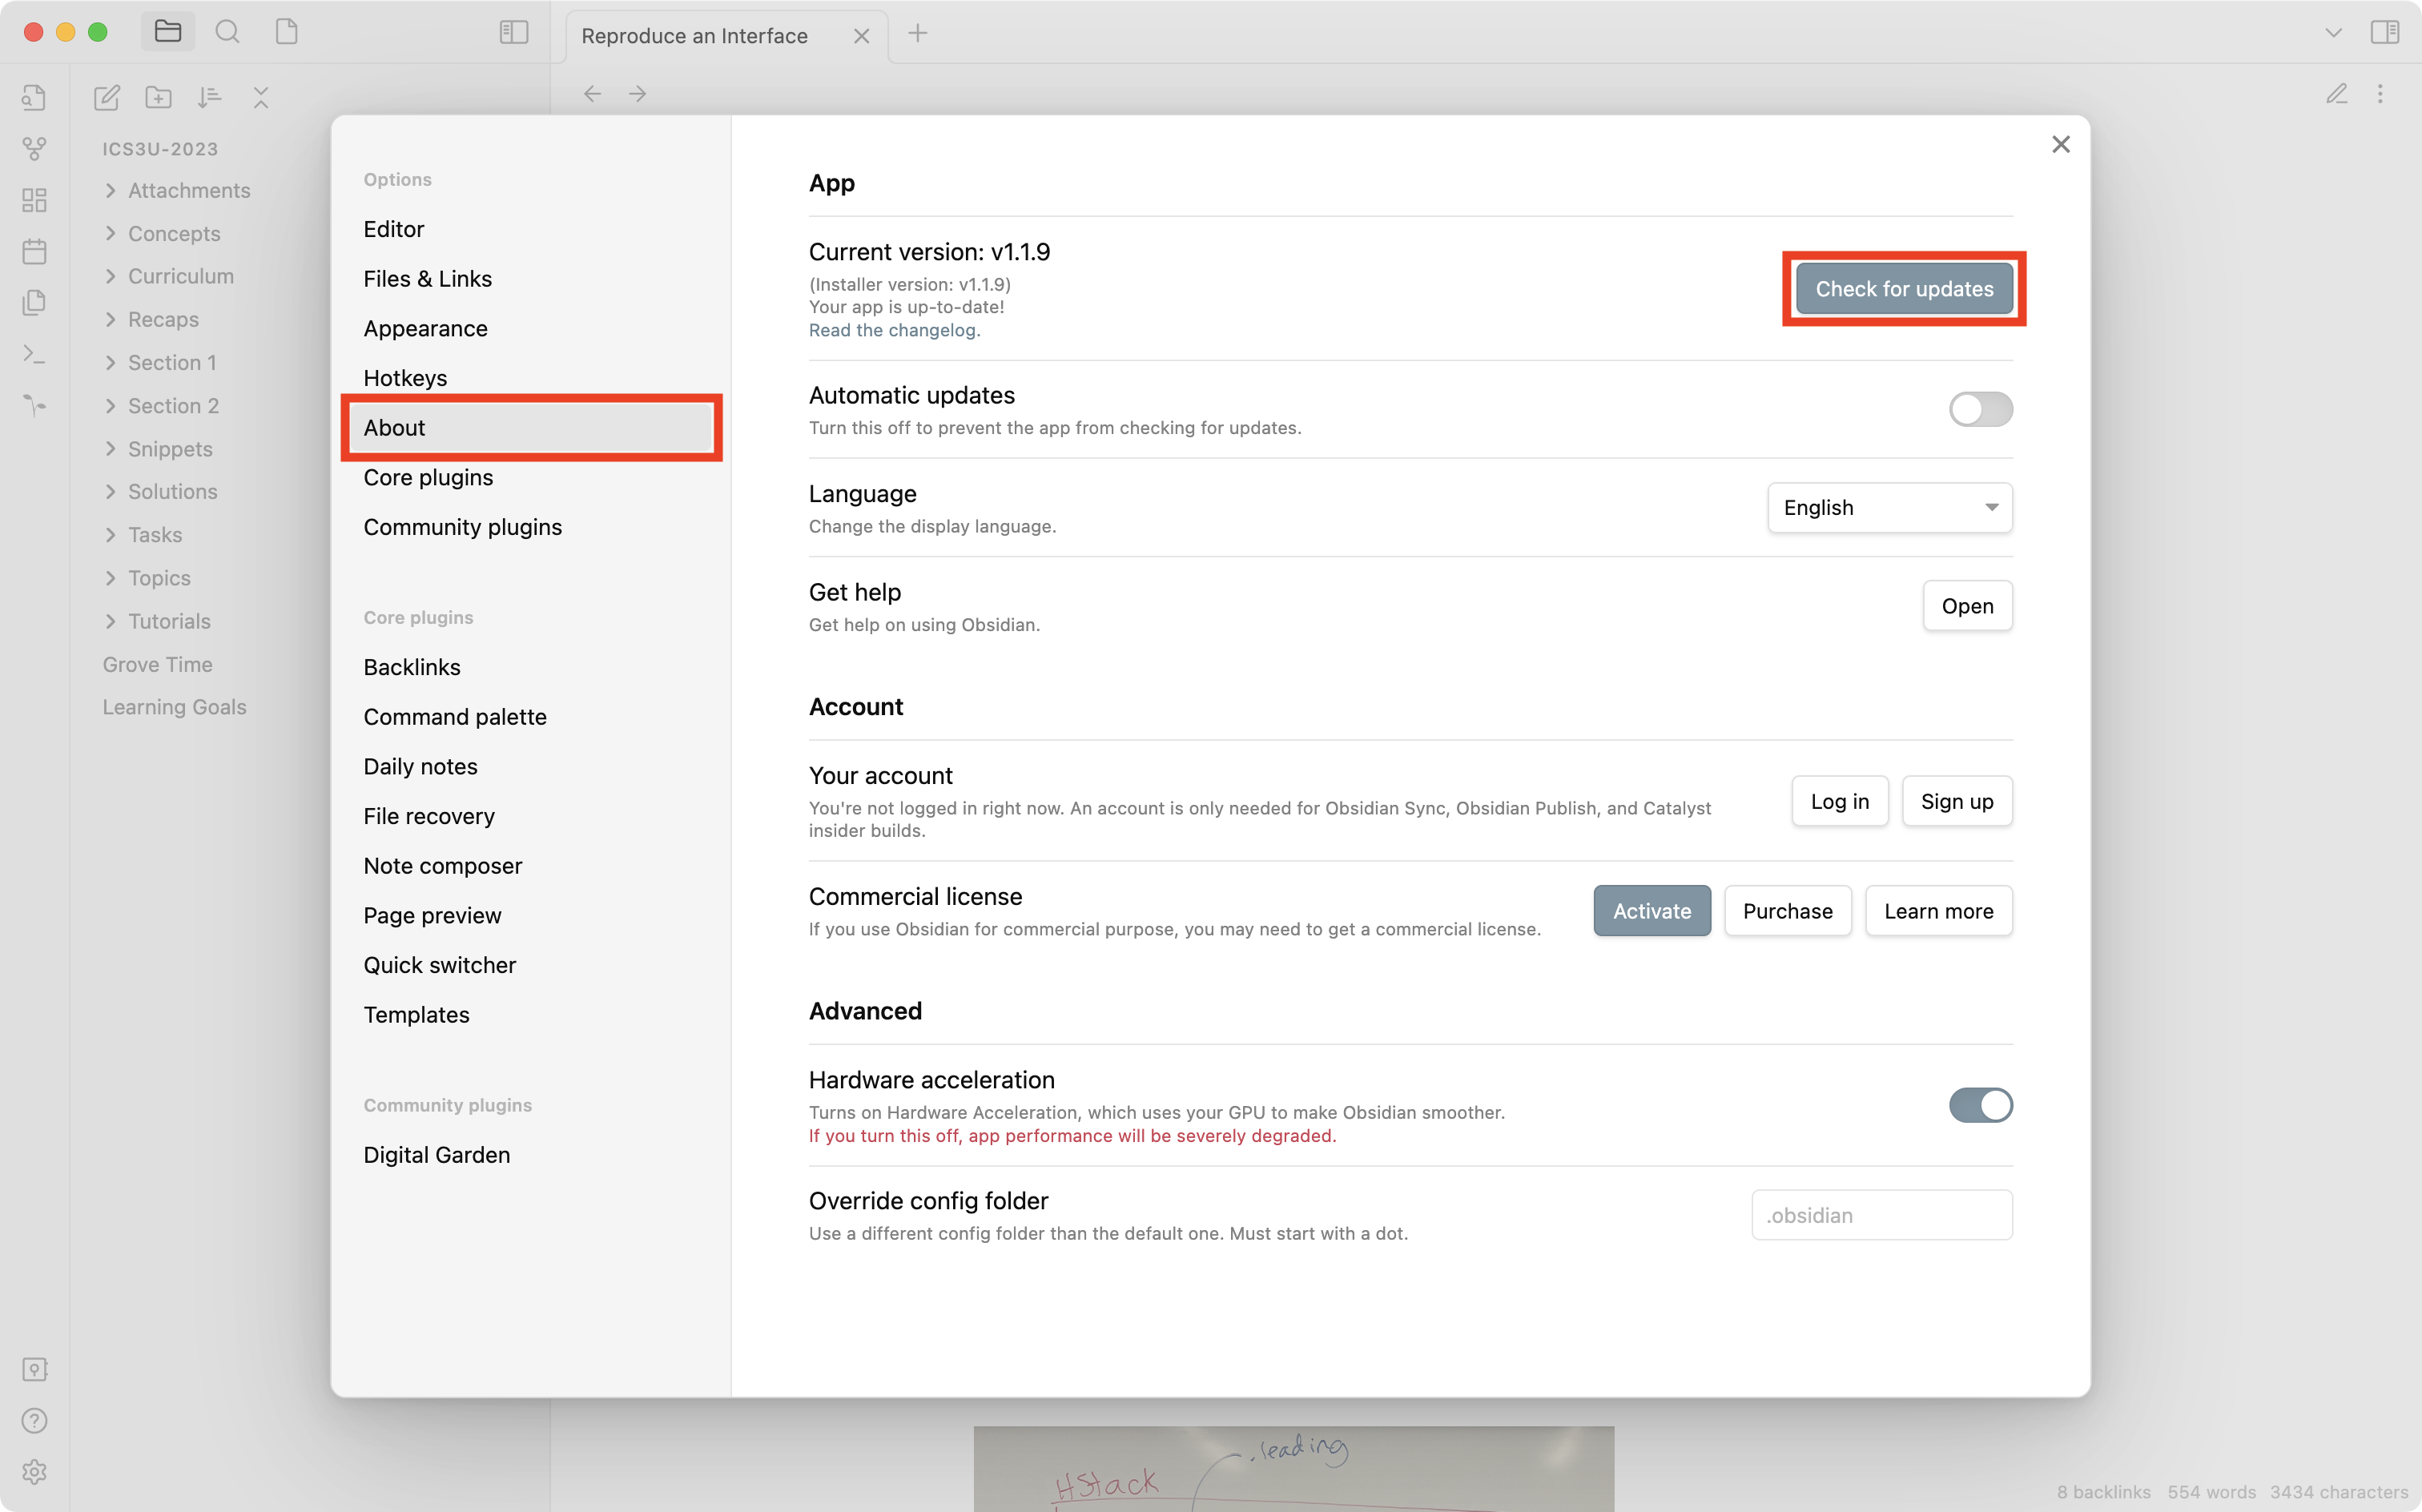 Reproduce an Interface
ICS3U-2023
Attachments
Concepts
Curriculum
Recaps
Section 1
Section 2
Snippets
Solutions
Tasks
Topics
Tutorials
Grove Time
Learning Goals
Options
Editor
Files & Links
Appearance
Hotkeys
About
Core plugins
Community plugins
Core plugins
Backlinks
Command palette
Daily notes
File recovery
Note composer
Page preview
Quick switcher
Templates
Community plugins
Digital Garden
App
Current version: v1.1.9
(Installer version: v1.1.9)
Your app is up-to-date!
Read the changelog.
Check for updates
Automatic updates
Turn this off to prevent the app from checking for updates.
Language
Change the display language.
English
Get help
Get help on using Obsidian.
Open
Account
Your account
You're not logged in right now. An account is only needed for Obsidian Sync, Obsidian Publish, and Catalyst
insider builds.
Log in
Sign up
Commercial license
If you use Obsidian for commercial purpose, you may need to get a commercial license.
Activate
Purchase
Learn more
Advanced
Hardware acceleration
Turns on Hardware Acceleration, which uses your GPU to make Obsidian smoother.
If you turn this off, app performance will be severely degraded.
Override config folder
Use a different config folder than the default one. Must start with a dot.
.obsidian
.leading
HStack
8 backlinks 554 words 3434 characters